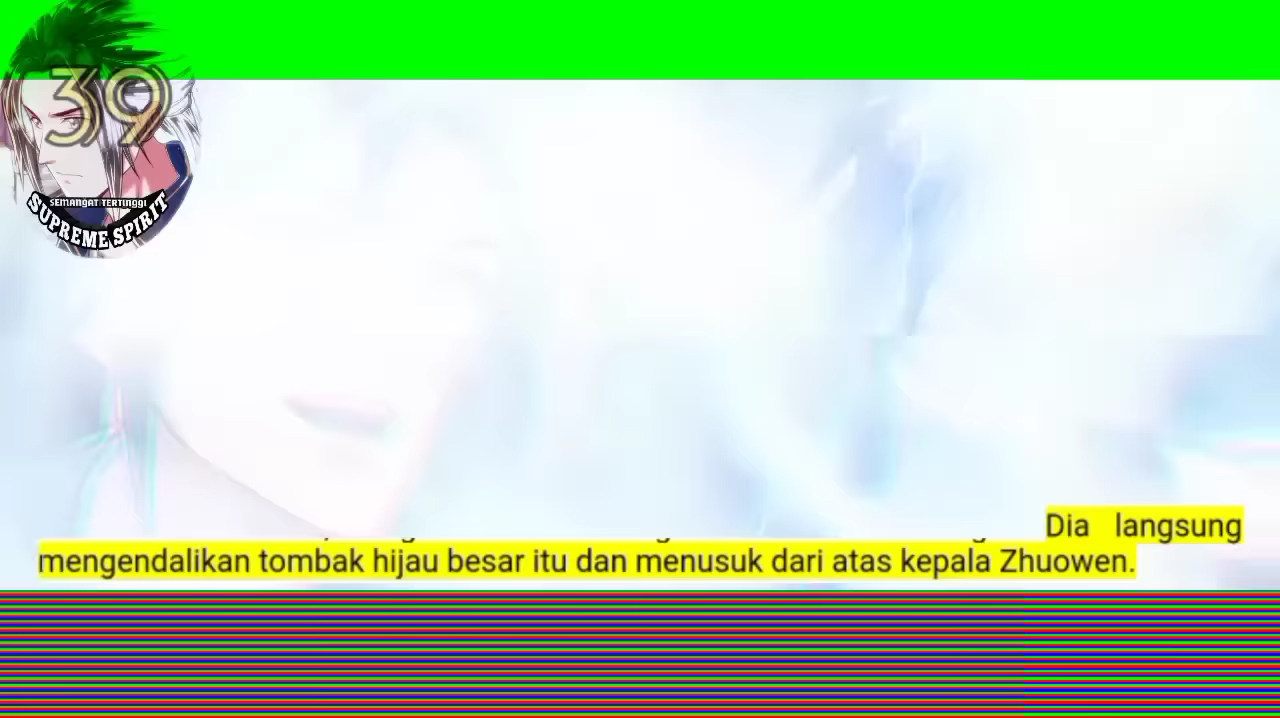 39
SEMANGAT TERTINGGI
SUPREME SPIRIT
Dia langsung
mengendalikan tombak hijau besar itu dan menusuk dari atas kepala Zhuowen.